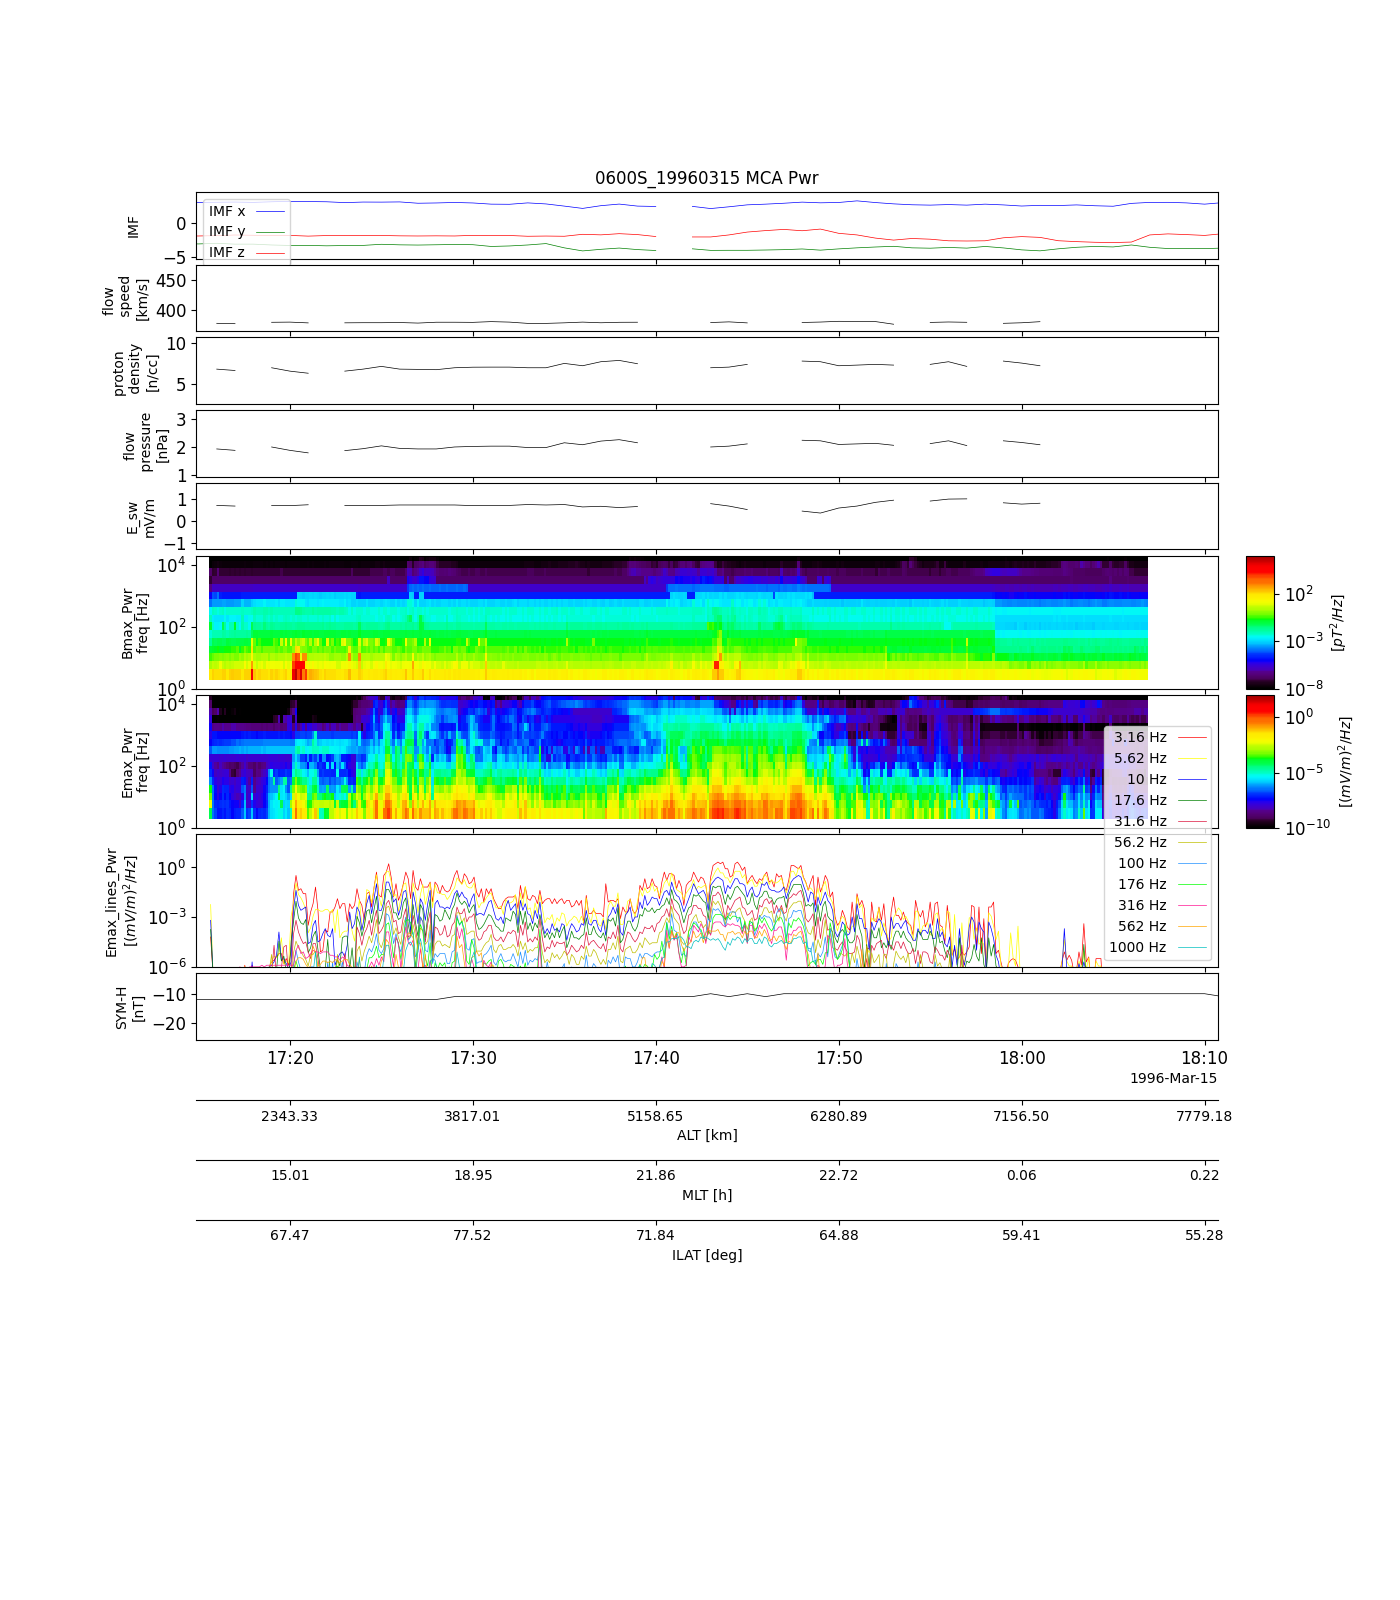 0600S_19960315 MCA Pwr
IMF
0
−5
IMF x
IMF y
IMF z
flow
speed
[km/s]
450
400
proton
density
[n/cc]
10
5
flow
pressure
[nPa]
3
2
1
E_sw
mV/m
1
0
−1
Bmax_Pwr
freq [Hz]
10^4
10^2
10^0
10^2
10^−3
10^−8
[pT^2/Hz]
Emax_Pwr
freq [Hz]
10^4
10^2
10^0
10^0
10^−5
10^−10
[(mV/m)^2/Hz]
3.16 Hz
5.62 Hz
10 Hz
17.6 Hz
31.6 Hz
56.2 Hz
100 Hz
176 Hz
316 Hz
562 Hz
1000 Hz
Emax_lines_Pwr
[(mV/m)^2/Hz]
10^0
10^−3
10^−6
SYM-H
[nT]
−10
−20
17:20 17:30 17:40 17:50 18:00 18:10
1996-Mar-15
2343.33 3817.01 5158.65 6280.89 7156.50 7779.18
ALT [km]
15.01 18.95 21.86 22.72 0.06 0.22
MLT [h]
67.47 77.52 71.84 64.88 59.41 55.28
ILAT [deg]